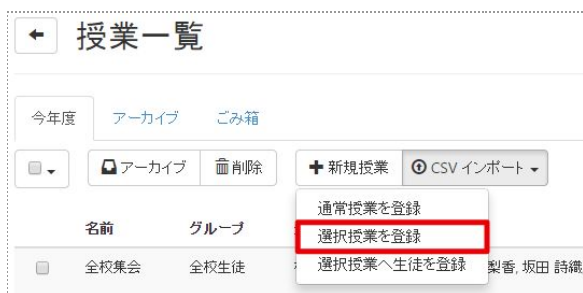 授業一覧
今年度 アーカイブ ごみ箱
アーカイブ 削除 新規授業 CSV インポート
通常授業を登録
名前 グループ
選択授業を登録
全校集会 全校生徒
選択授業へ生徒を登録
梨香, 坂田 詩織